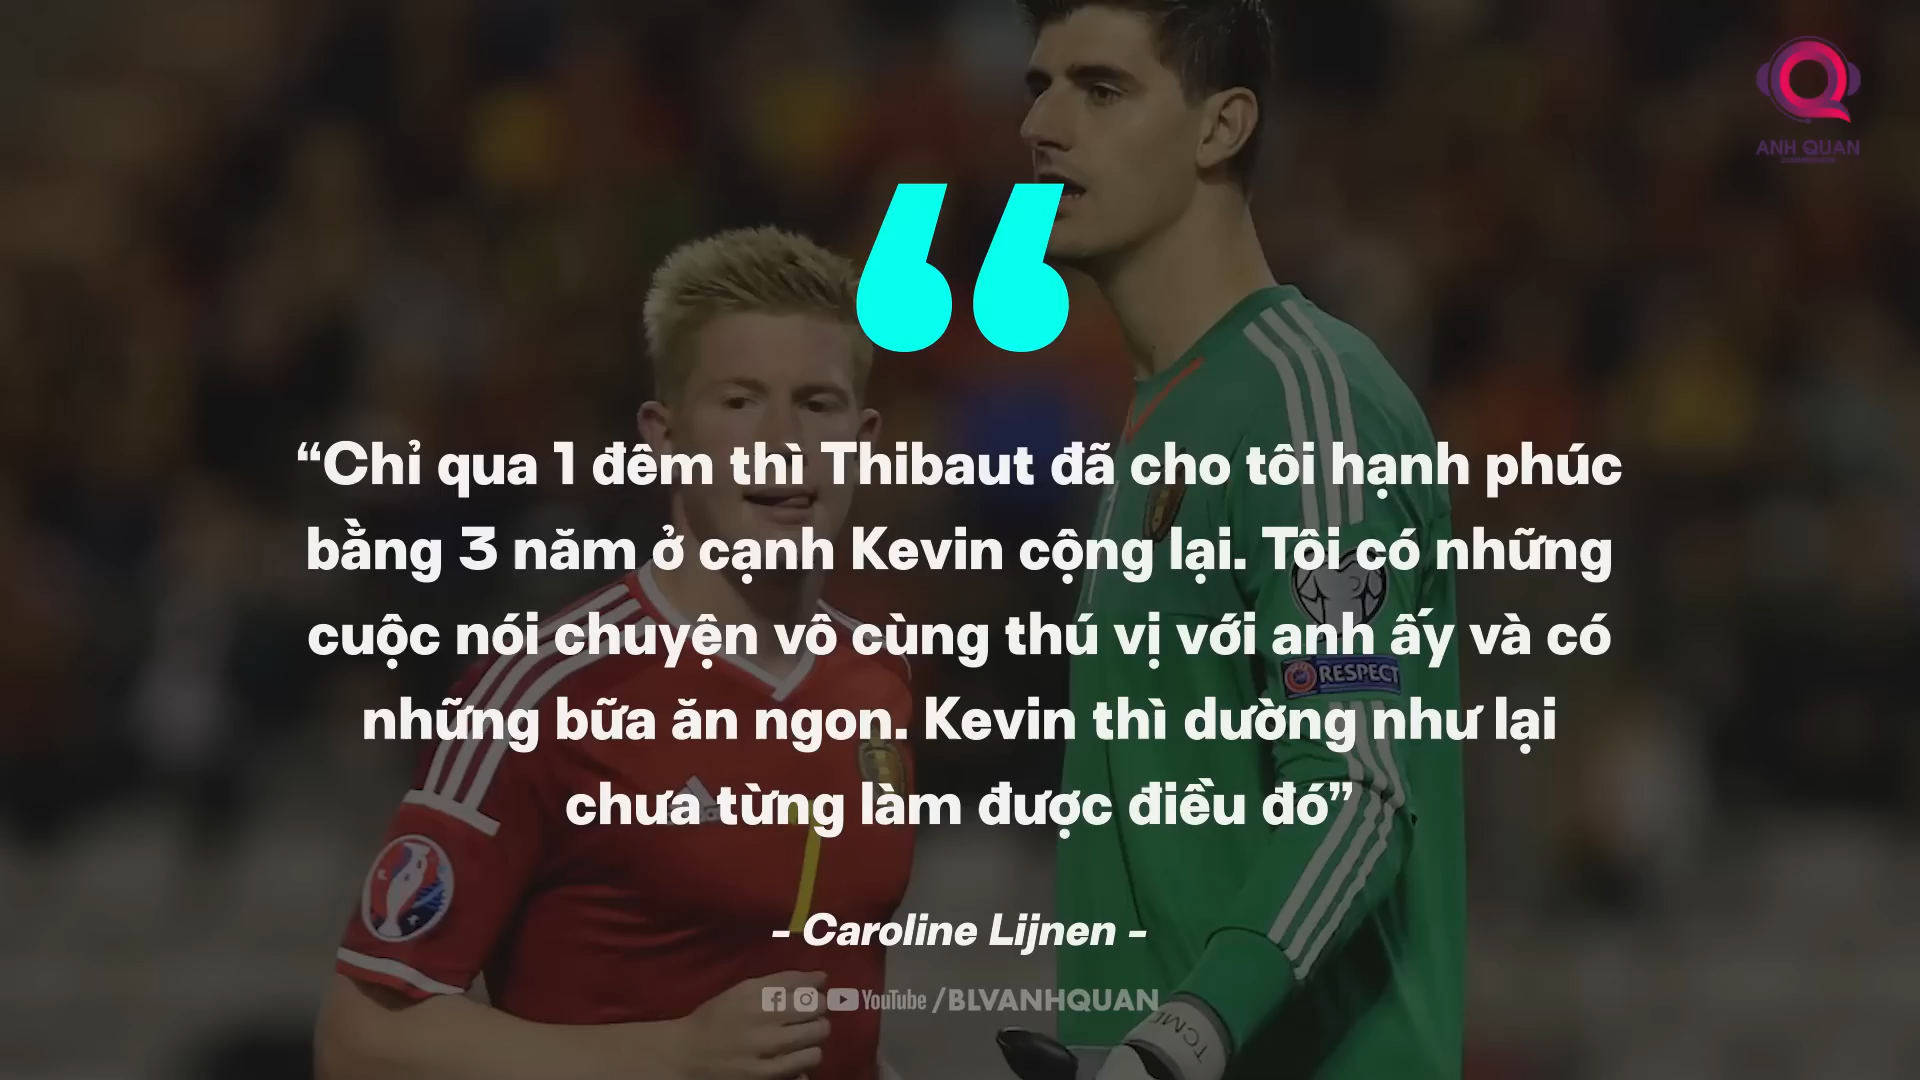 ANH QUAN
“Chỉ qua 1 đêm thì Thibaut đã cho tôi hạnh phúc
bằng 3 năm ở cạnh Kevin cộng lại. Tôi có những
cuộc nói chuyện vô cùng thú vị với anh ấy và có
RESPECT
những bữa ăn ngon. Kevin thì dường như lại
chưa từng làm được điều đó”
- Caroline Lijnen -
YouTube /BLVANHQUAN